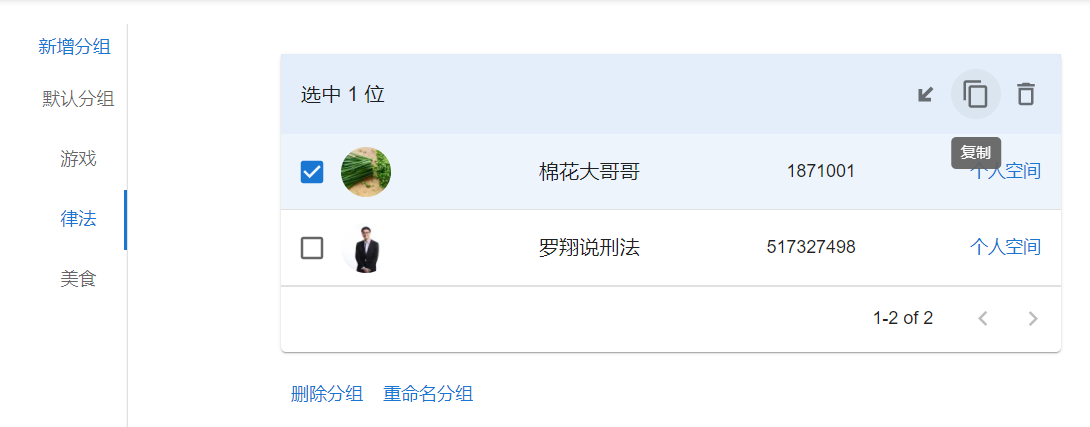 新增分组
默认分组
游戏
律法
美食
选中 1 位
复制
棉花大哥哥 1871001 个人空间
罗翔说刑法 517327498 个人空间
1-2 of 2
删除分组 重命名分组